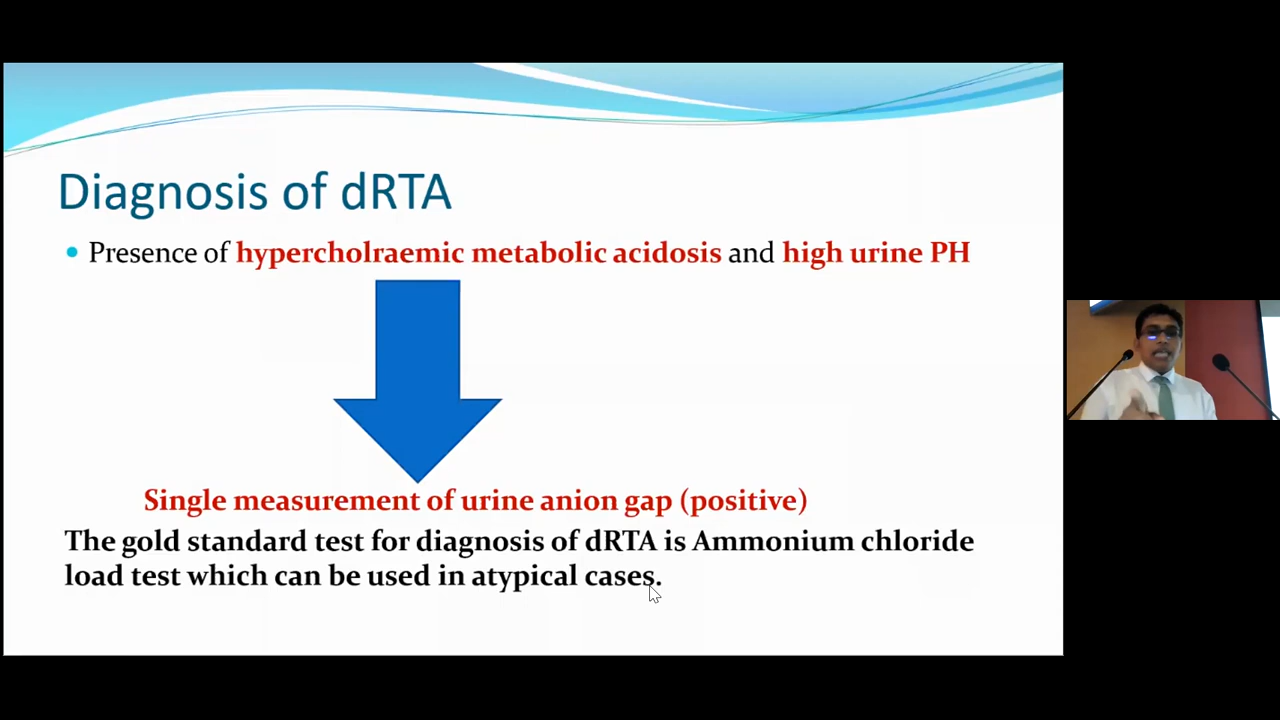 Diagnosis of dRTA
Presence of hypercholraemic metabolic acidosis and high urine PH
Single measurement of urine anion gap (positive)
The gold standard test for diagnosis of dRTA is Ammonium chloride
load test which can be used in atypical cases.